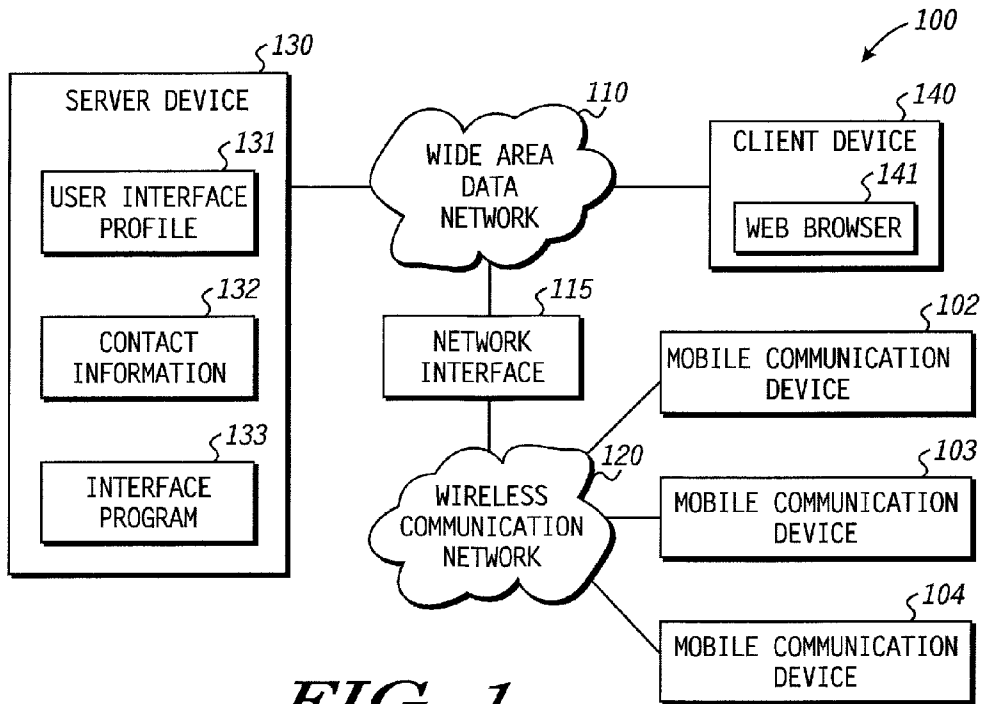 100
130
SERVER DEVICE
131
USER INTERFACE
PROFILE
132
CONTACT
INFORMATION
133
INTERFACE
PROGRAM
110
WIDE AREA
DATA
NETWORK
140
CLIENT DEVICE
141
WEB BROWSER
115
NETWORK
INTERFACE
120
WIRELESS
COMMUNICATION
NETWORK
102
MOBILE COMMUNICATION
DEVICE
103
MOBILE COMMUNICATION
DEVICE
104
MOBILE COMMUNICATION
DEVICE
FIG. 1